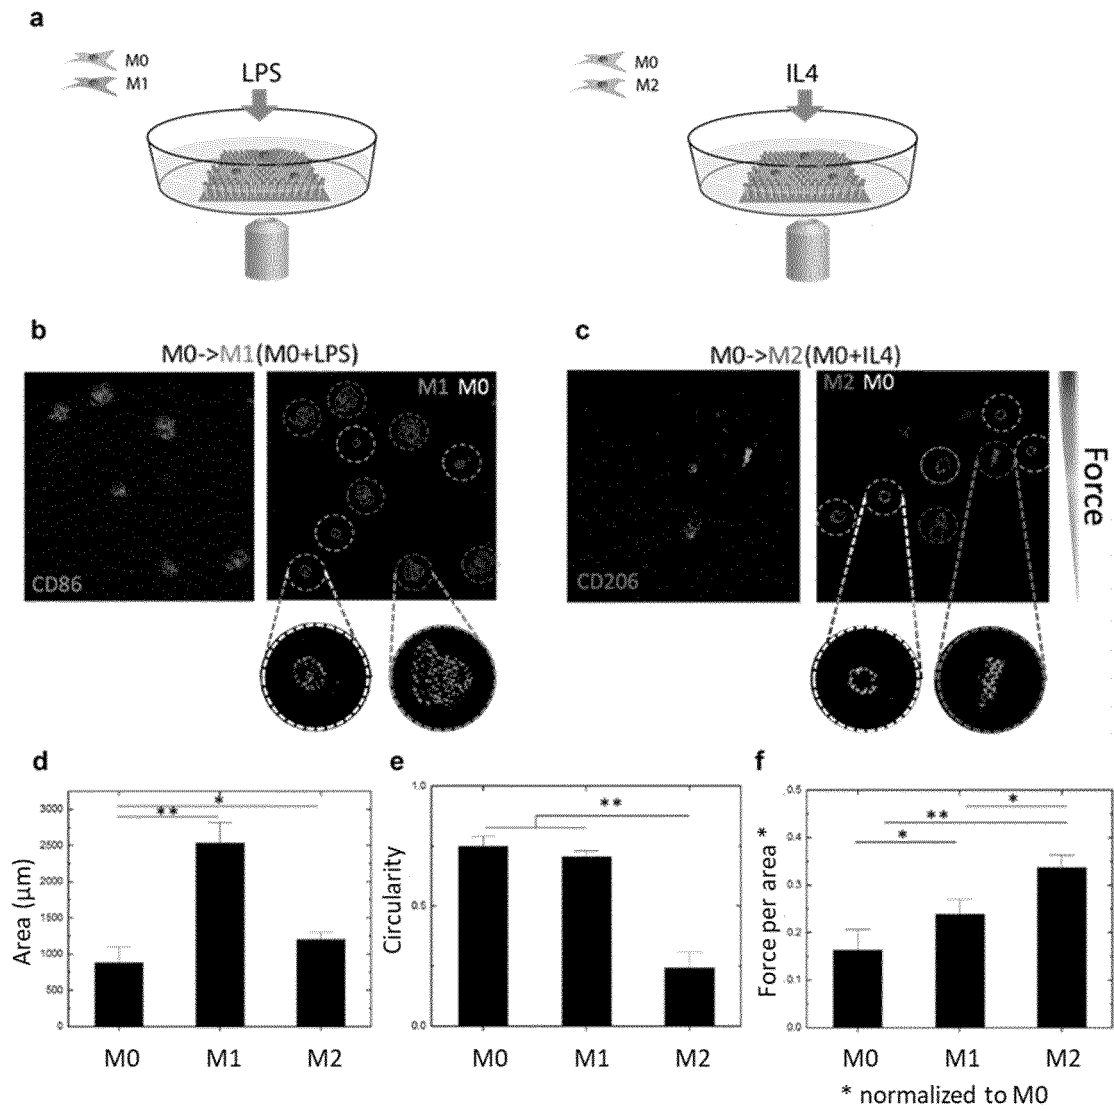 a
M0
M1
LPS
M0
M2
IL4
b
M0->M1(M0+LPS)
CD86
M1 M0
c
M0->M2(M0+IL4)
CD206
M2 M0
Force
d
Area (μm)
3000
2500
2000
1500
1000
500
0
*
**
M0 M1 M2
e
Circularity
1.0
0.5
0.0
**
M0 M1 M2
f
Force per area *
0.5
0.4
0.3
0.2
0.1
0.0
*
**
*
M0 M1 M2
* normalized to M0